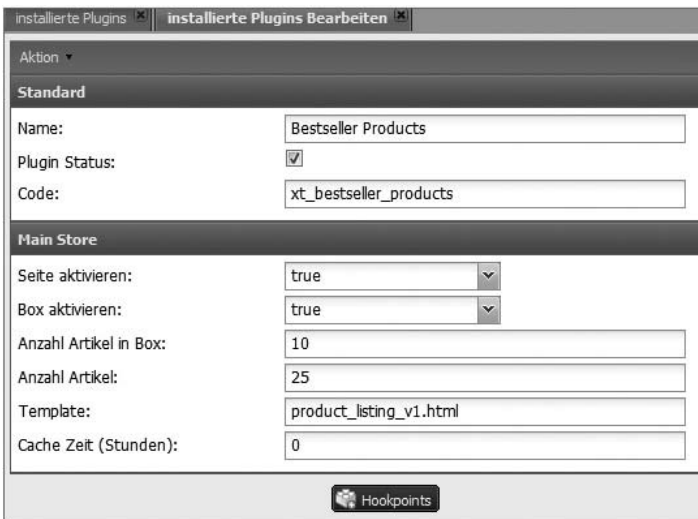 installierte Plugins installierte Plugins Bearbeiten
Aktion
Standard
Name: Bestseller Products
Plugin Status:
Code: xt_bestseller_products
Main Store
Seite aktivieren: true
Box aktivieren: true
Anzahl Artikel in Box: 10
Anzahl Artikel: 25
Template: product_listing_v1.html
Cache Zeit (Stunden): 0
Hookpoints